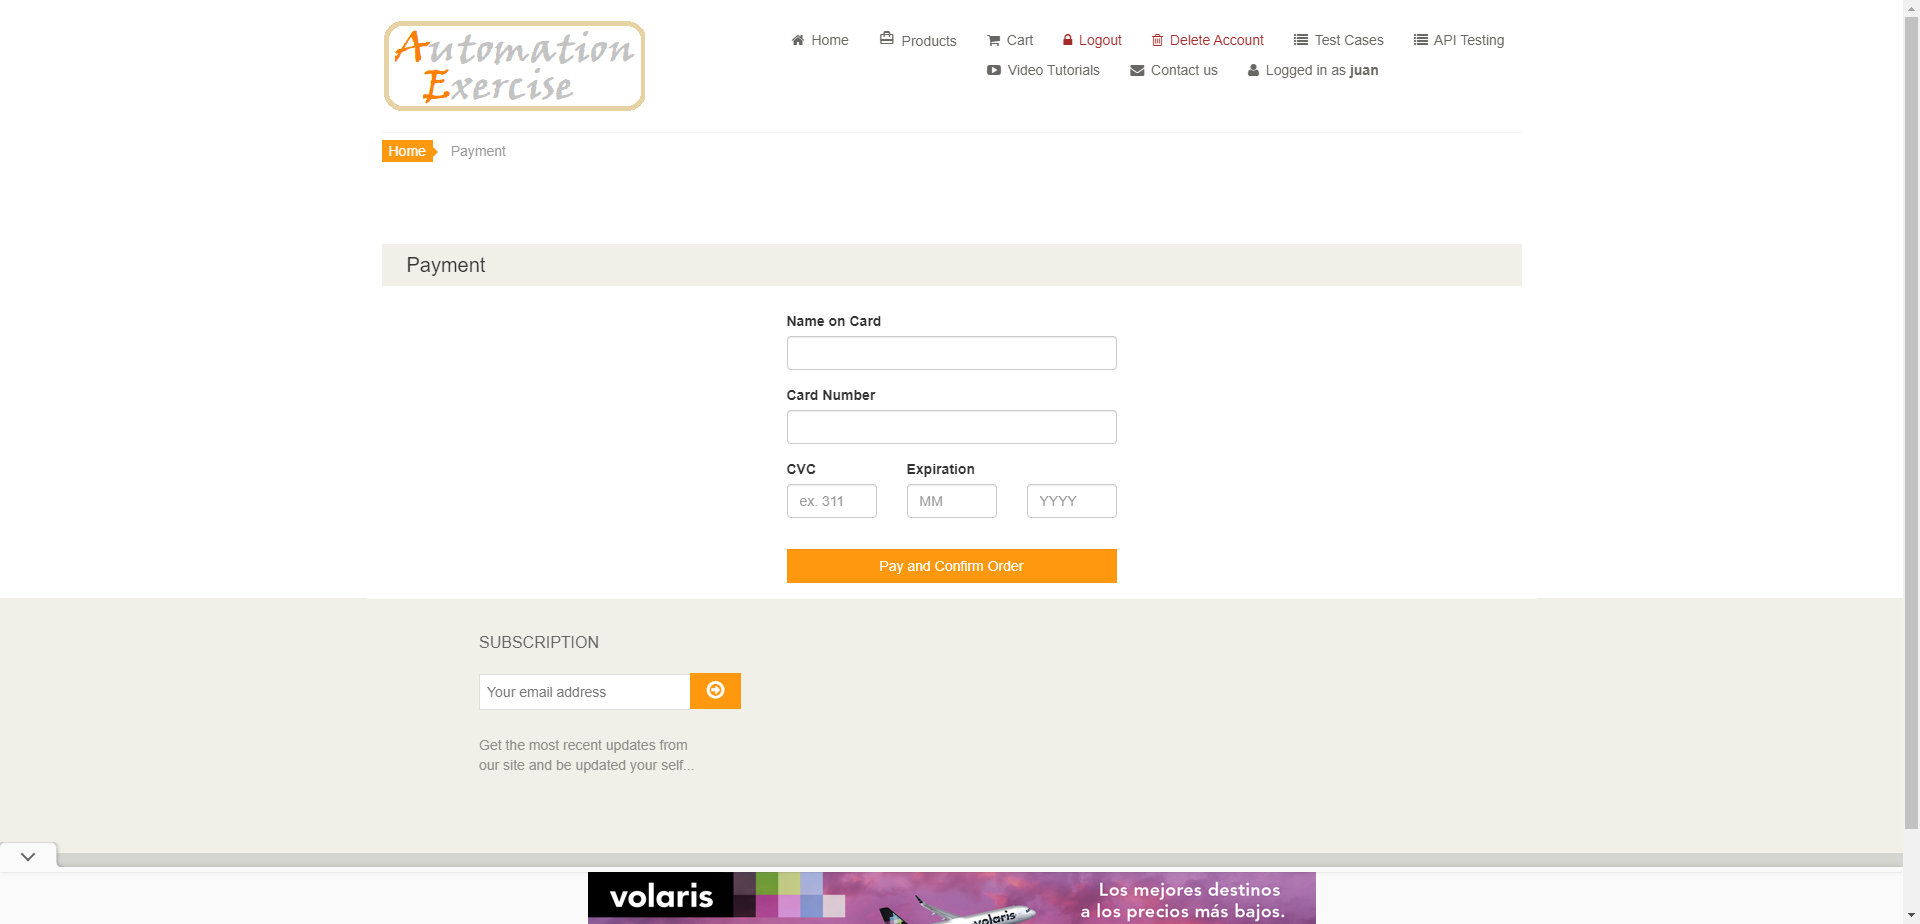 Automation
Exercise
Home Products Cart Logout Delete Account Test Cases API Testing
Video Tutorials Contact us Logged in as juan
Home Payment
Payment
Name on Card
Card Number
CVC Expiration
ex. 311 MM YYYY
Pay and Confirm Order
SUBSCRIPTION
Your email address
Get the most recent updates from
our site and be updated your self...
volaris
volaris
Los mejores destinos
a los precios más bajos.